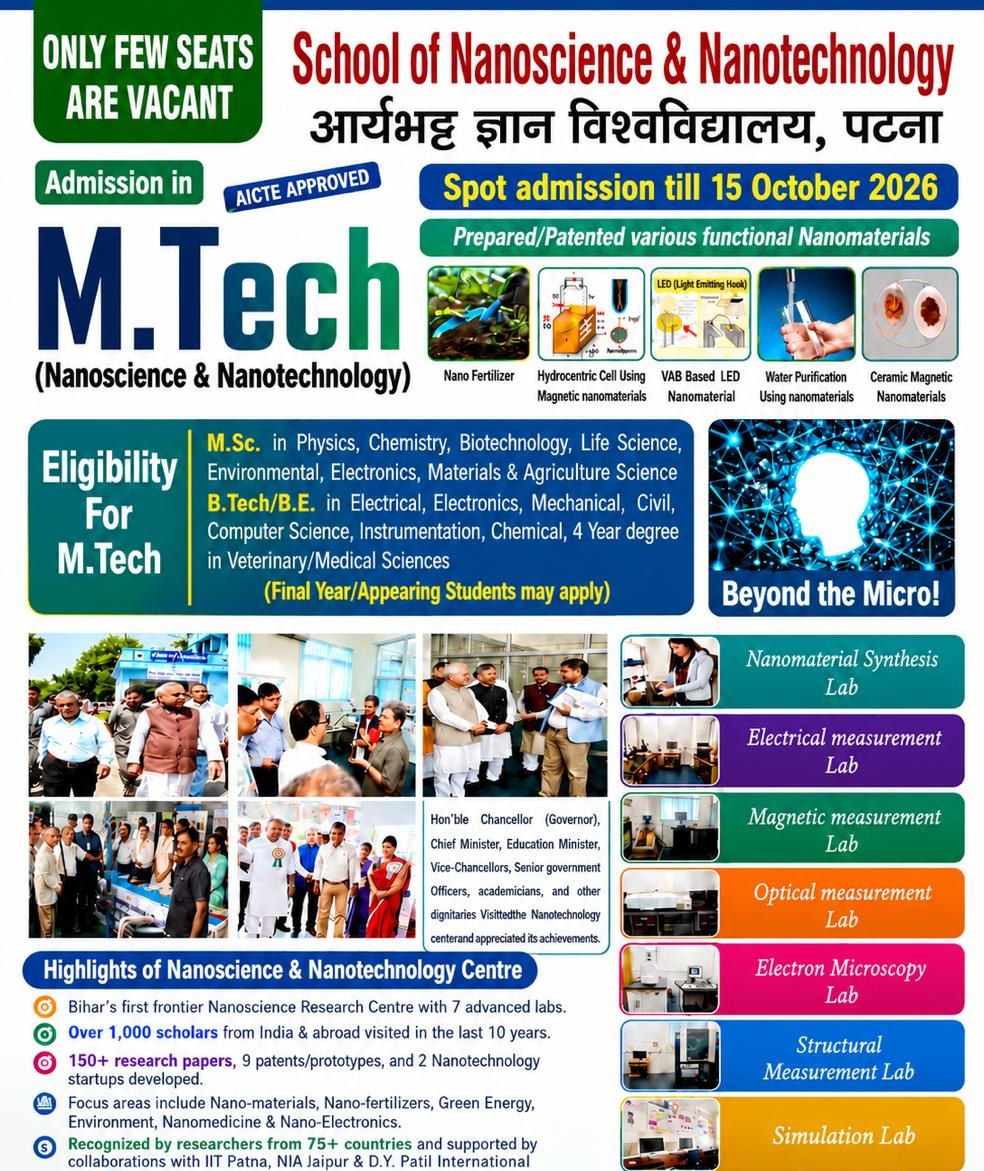 ONLY FEW SEATS
ARE VACANT
School of Nanoscience & Nanotechnology
आर्यभट्ट ज्ञान विश्वविद्यालय, पटना
Admission in
AICTE APPROVED
Spot admission till 15 October 2026
M.Tech
(Nanoscience & Nanotechnology)
Prepared/Patented various functional Nanomaterials
LED (Light Emitting Hook)
Nano Fertilizer
Hydrocentric Cell Using
Magnetic nanomaterials
VAB Based LED
Nanomaterial
Water Purification
Using nanomaterials
Ceramic Magnetic
Nanomaterials
Eligibility
For
M.Tech
M.Sc. in Physics, Chemistry, Biotechnology, Life Science,
Environmental, Electronics, Materials & Agriculture Science
B.Tech/B.E. in Electrical, Electronics, Mechanical, Civil,
Computer Science, Instrumentation, Chemical, 4 Year degree
in Veterinary/Medical Sciences
(Final Year/Appearing Students may apply)
Beyond the Micro!
Hon'ble Chancellor (Governor),
Chief Minister, Education Minister,
Vice-Chancellors, Senior government
Officers, academicians, and other
dignitaries Visittedthe Nanotechnology
centerand appreciated its achievements.
Nanomaterial Synthesis
Lab
Electrical measurement
Lab
Magnetic measurement
Lab
Optical measurement
Lab
Electron Microscopy
Lab
Structural
Measurement Lab
Simulation Lab
Highlights of Nanoscience & Nanotechnology Centre
Bihar's first frontier Nanoscience Research Centre with 7 advanced labs.
Over 1,000 scholars from India & abroad visited in the last 10 years.
150+ research papers, 9 patents/prototypes, and 2 Nanotechnology
startups developed.
Focus areas include Nano-materials, Nano-fertilizers, Green Energy,
Environment, Nanomedicine & Nano-Electronics.
Recognized by researchers from 75+ countries and supported by
collaborations with IIT Patna, NIA Jaipur & D.Y. Patil International